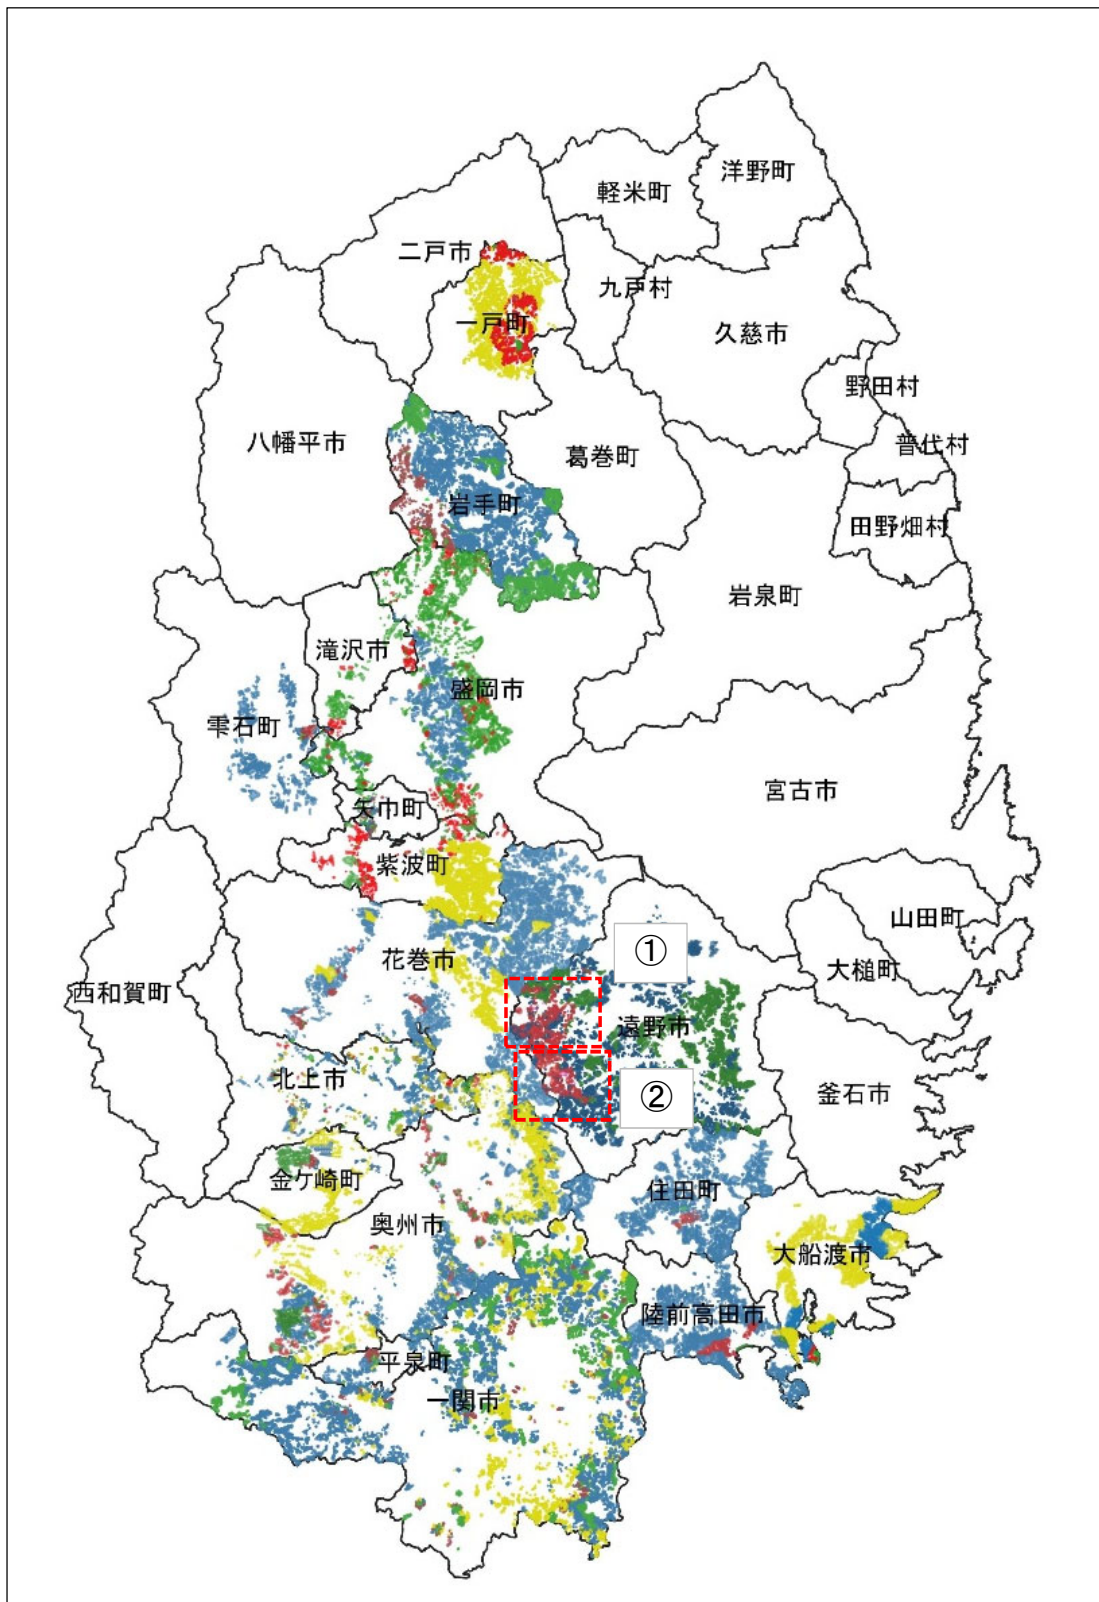 洋野町
軽米町
二戸市
九戸村
一戸町
久慈市
野田村
八幡平市
普代村
葛巻町
岩手町
田野畑村
岩泉町
滝沢市
盛岡市
雫石町
宮古市
矢巾町
紫波町
山田町
①
花巻市
大槌町
西和賀町
遠野市
北上市
②
釜石市
金ケ崎町
住田町
奥州市
大船渡市
陸前高田市
平泉町
一関市